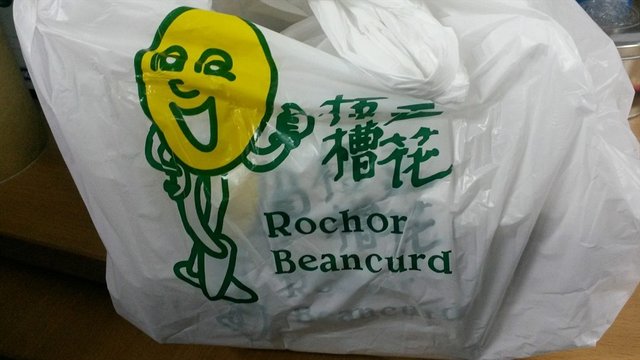 槽花
Rochor
Beancurd